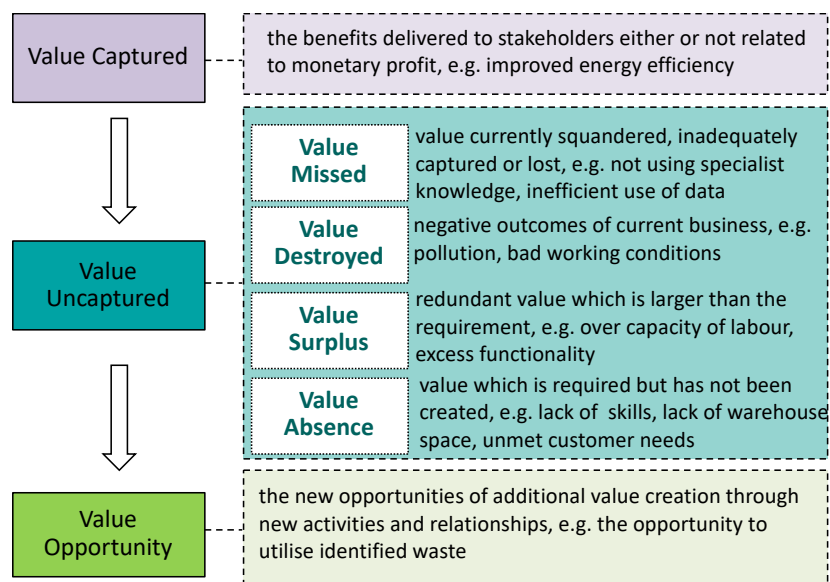 Value Captured
the benefits delivered to stakeholders either or not related
to monetary profit, e.g. improved energy efficiency
Value
Uncaptured
Value
Missed
value currently squandered, inadequately
captured or lost, e.g. not using specialist
knowledge, inefficient use of data
Value
Destroyed
negative outcomes of current business, e.g.
pollution, bad working conditions
Value
Surplus
redundant value which is larger than the
requirement, e.g. over capacity of labour,
excess functionality
Value
Absence
value which is required but has not been
created, e.g. lack of skills, lack of warehouse
space, unmet customer needs
Value
Opportunity
the new opportunities of additional value creation through
new activities and relationships, e.g. the opportunity to
utilise identified waste